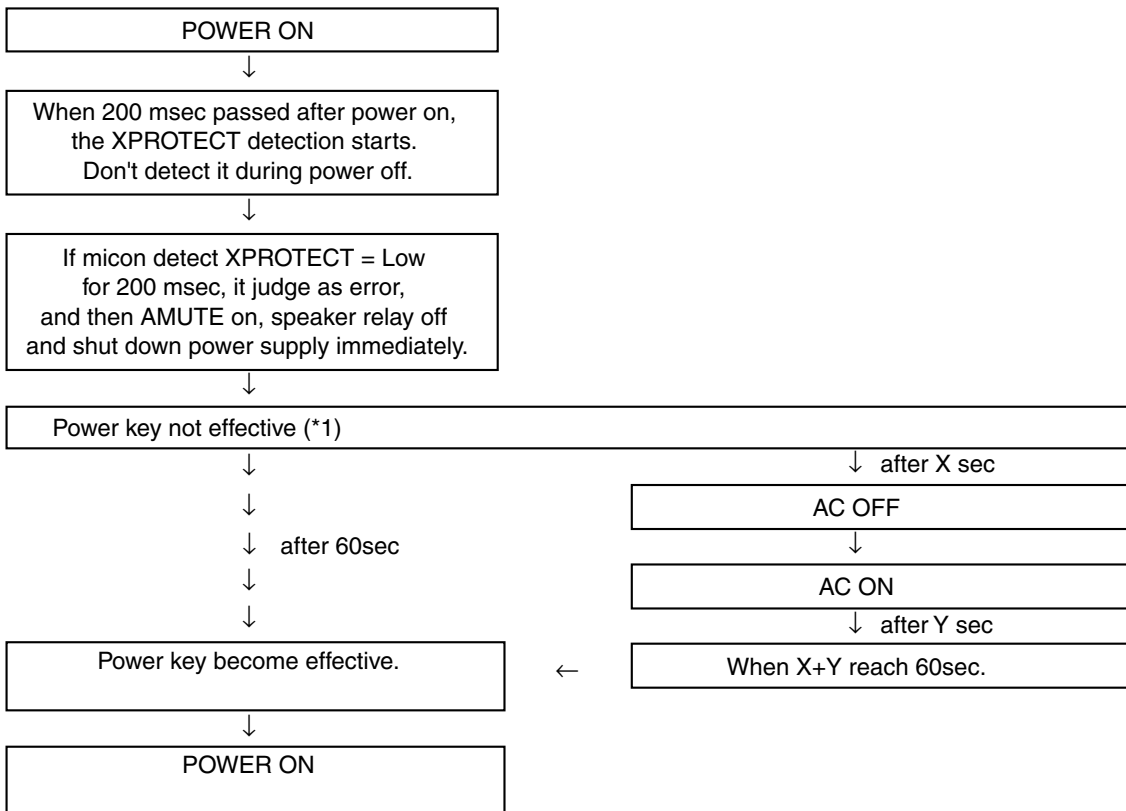 POWER ON
↓
When 200 msec passed after power on,
the XPROTECT detection starts.
Don't detect it during power off.
↓
If micon detect XPROTECT = Low
for 200 msec, it judge as error,
and then AMUTE on, speaker relay off
and shut down power supply immediately.
↓
Power key not effective (*1)
↓
↓
↓ after 60sec
↓
↓
↓ after X sec
AC OFF
↓
AC ON
↓ after Y sec
When X+Y reach 60sec.
←
Power key become effective.
↓
POWER ON